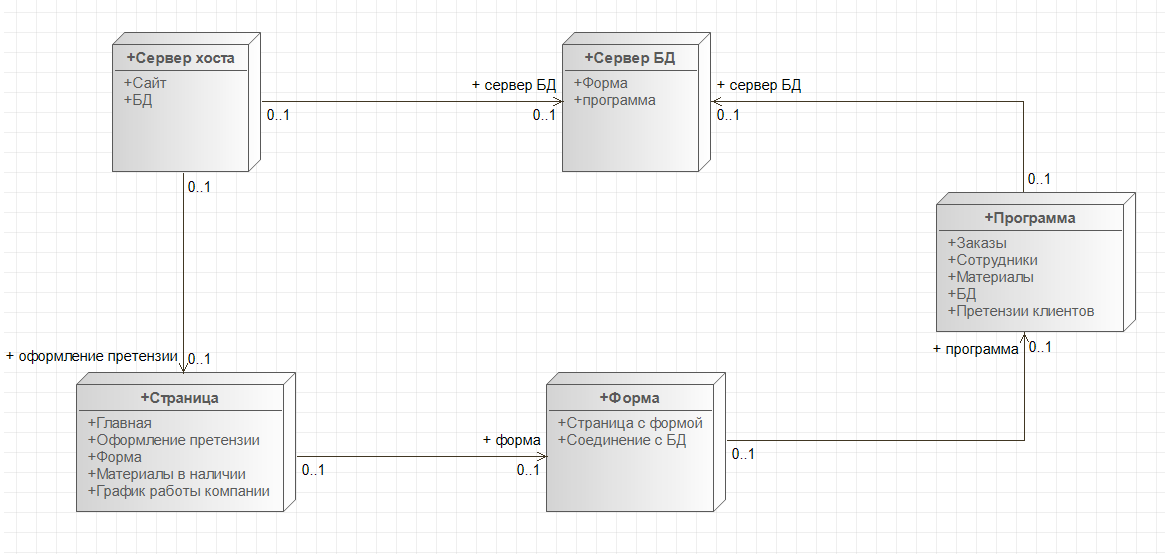 +Сервер хоста
+Сайт
+БД
0..1
+ сервер БД
0..1
+Сервер БД
+Форма
+программа
+ сервер БД
0..1
0..1
0..1
+Программа
+Заказы
+Сотрудники
+Материалы
+БД
+Претензии клиентов
+ оформление претензии
0..1
+Страница
+Главная
+Оформление претензии
+Форма
+Материалы в наличии
+График работы компании
0..1
+ форма
0..1
+Форма
+Страница с формой
+Соединение с БД
0..1
+ программа
0..1